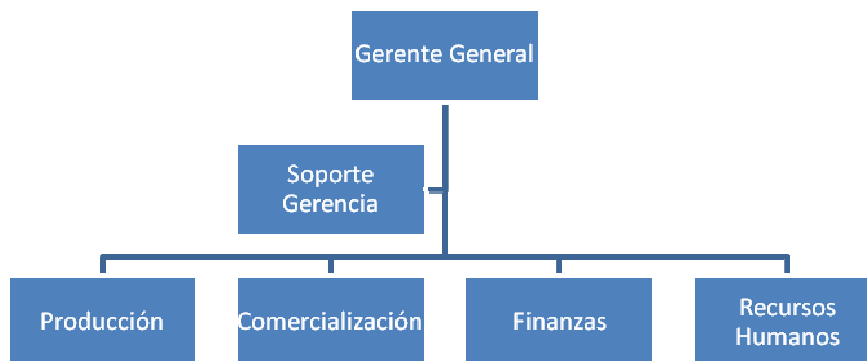 Gerente General
Soporte
Gerencia
Producción
Comercialización
Finanzas
Recursos
Humanos